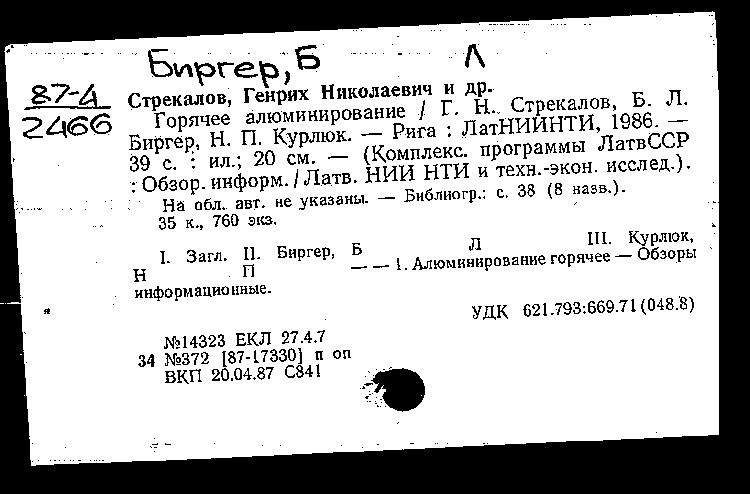 Биргер, Б Л
87-4
2466
Стрекалов, Генрих Николаевич и др.
Горячее алюминирование / Г. Н. Стрекалов, Б. Л.
Биргер, Н. П. Курлюк. — Рига : ЛатНИИНТИ, 1986. —
39 с. : ил.; 20 см. — (Комплекс. программы ЛатвССР
: Обзор. информ. / Латв. НИИ НТИ и техн.-экон. исслед.).
На обл. авт. не указаны. — Библиогр.: с. 38 (8 назв.).
35 к., 760 экз.
I. Загл. II. Биргер, Б Л III. Курлюк,
Н П — — 1. Алюминирование горячее — Обзоры
информационные.
УДК 621.793:669.71(048.8)
№14323 ЕКЛ 27.4.7
34 №372 [87-17330] п оп
ВКП 20.04.87 С841